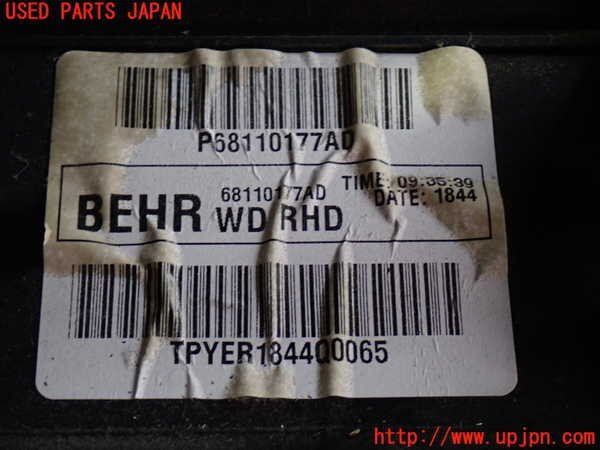 USED PARTS JAPAN
P68110177AD
68110177AD
TIME: 09:35:39
BEHR WD RHD
DATE: 1844
TPYER1844Q0065
http://www.upjpn.com/